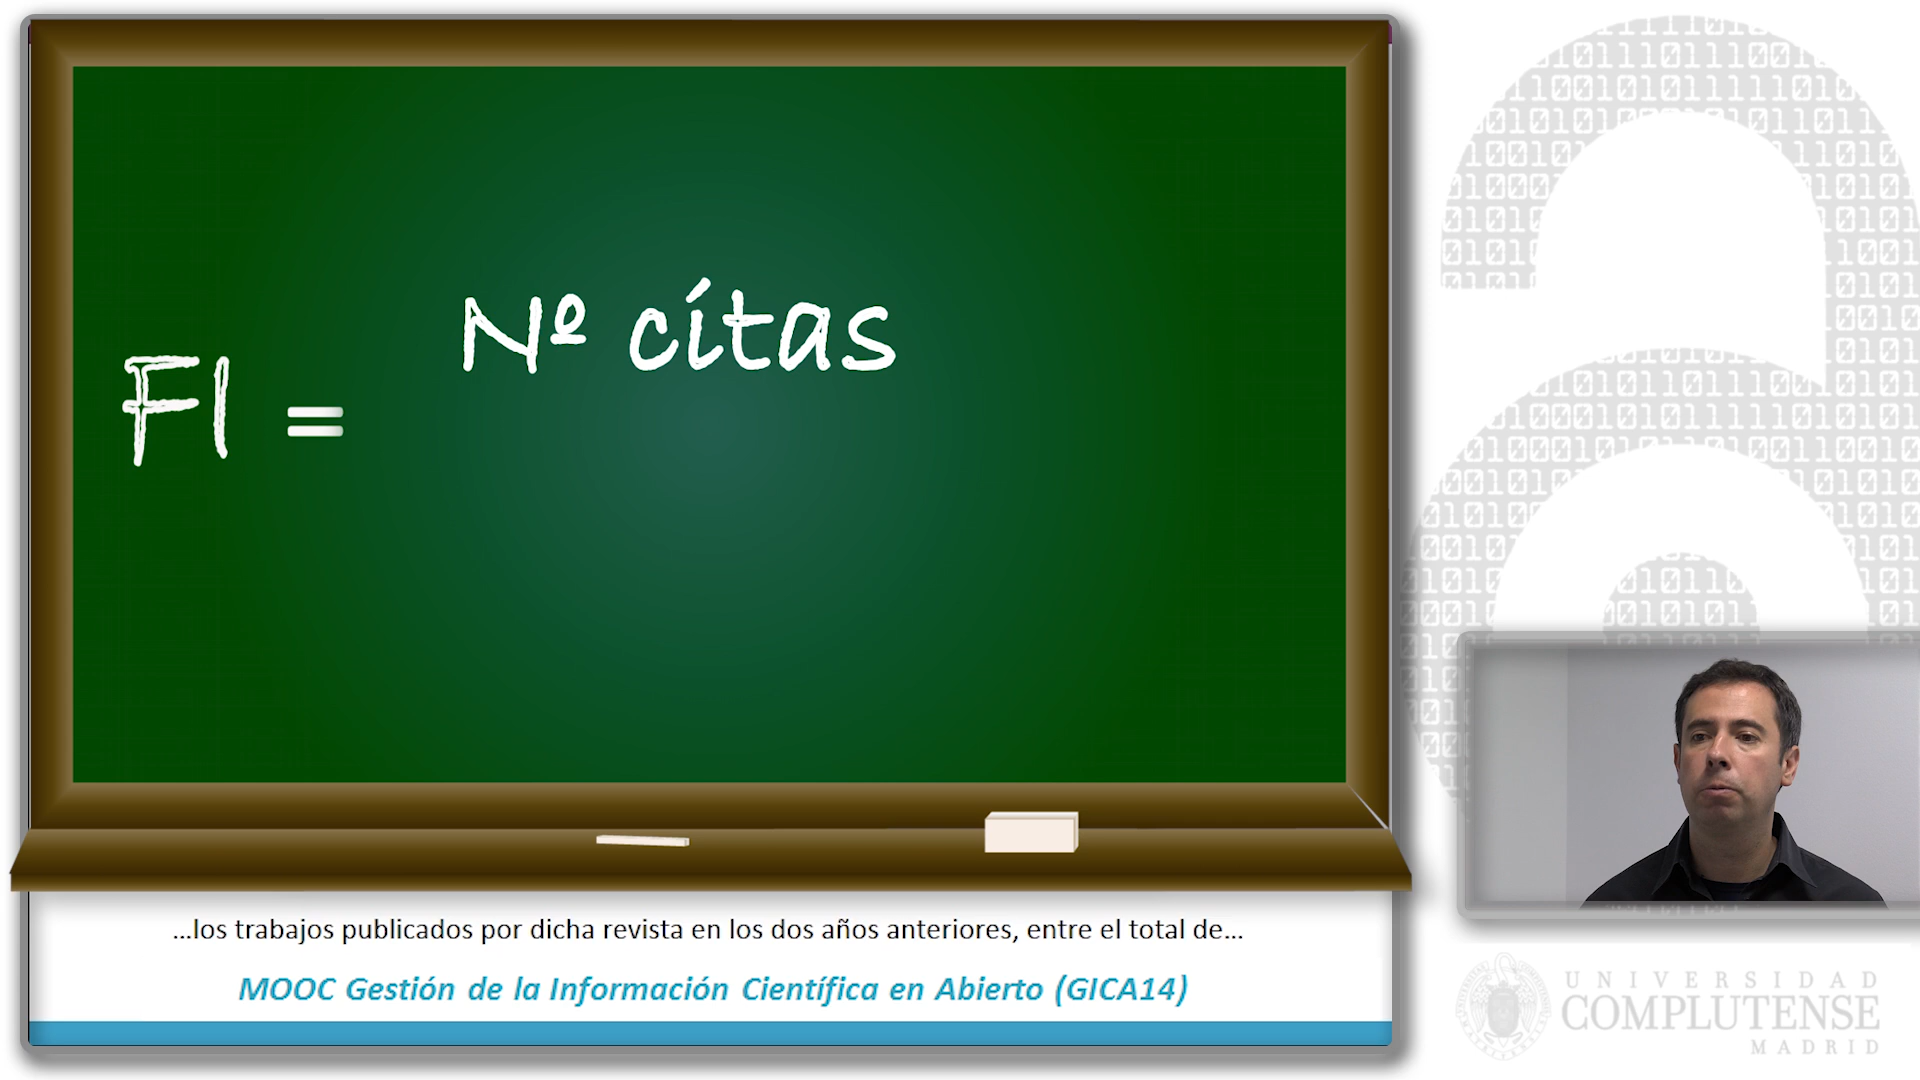 Nº citas
FI =
...los trabajos publicados por dicha revista en los dos años anteriores, entre el total de...
MOOC Gestión de la Información Científica en Abierto (GICA14)
UNIVERSIDAD
COMPLUTENSE
MADRID